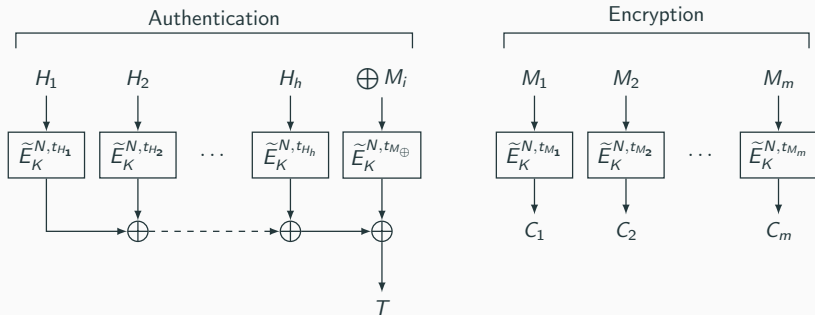 Authentication Encryption
H₁ H₂ H_h ⊕ M_i M₁ M₂ M_m
Ẽ_K^{N,t_{H₁}} Ẽ_K^{N,t_{H₂}} ⋯ Ẽ_K^{N,t_{H_h}} Ẽ_K^{N,t_{M_⊕}} Ẽ_K^{N,t_{M₁}} Ẽ_K^{N,t_{M₂}} ⋯ Ẽ_K^{N,t_{M_m}}
C₁ C₂ C_m
T